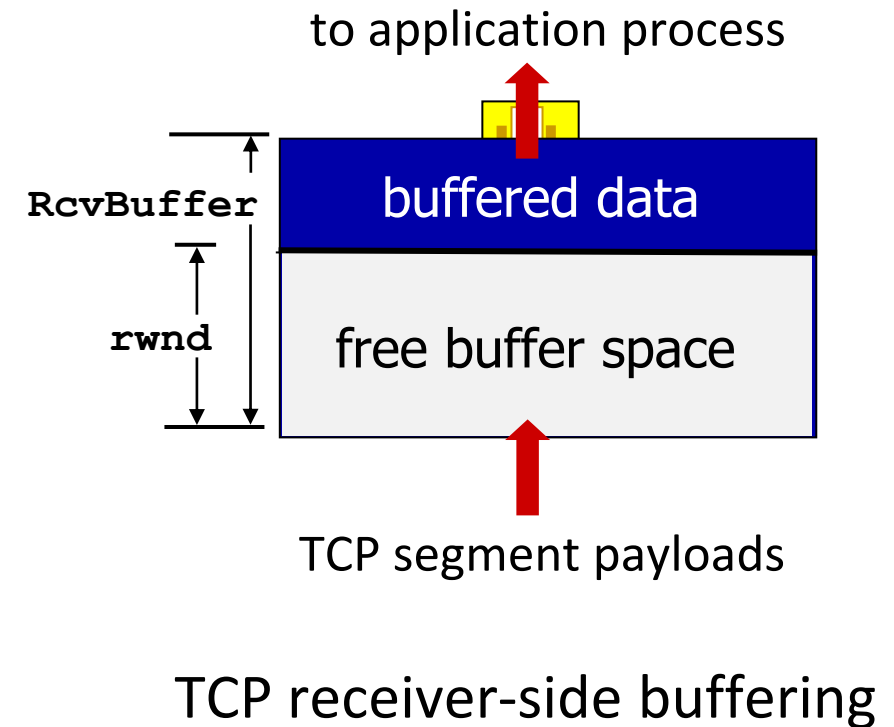 to application process
RcvBuffer
buffered data
rwnd
free buffer space
TCP segment payloads
TCP receiver-side buffering